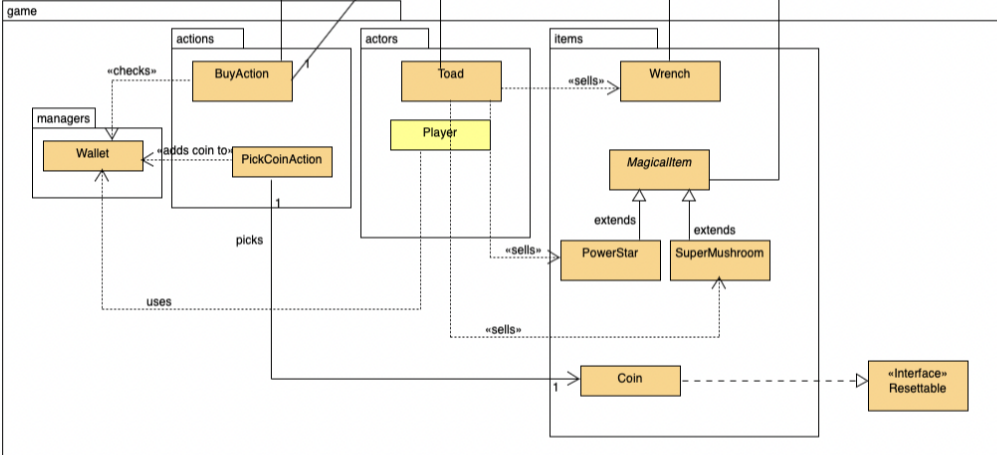 game
actions
actors
items
BuyAction
1
Toad
Wrench
«checks»
«sells»
managers
Player
Wallet
«adds coin to»
PickCoinAction
MagicalItem
1
extends
extends
picks
«sells»
PowerStar
SuperMushroom
uses
«sells»
Coin
1
«Interface»
Resettable